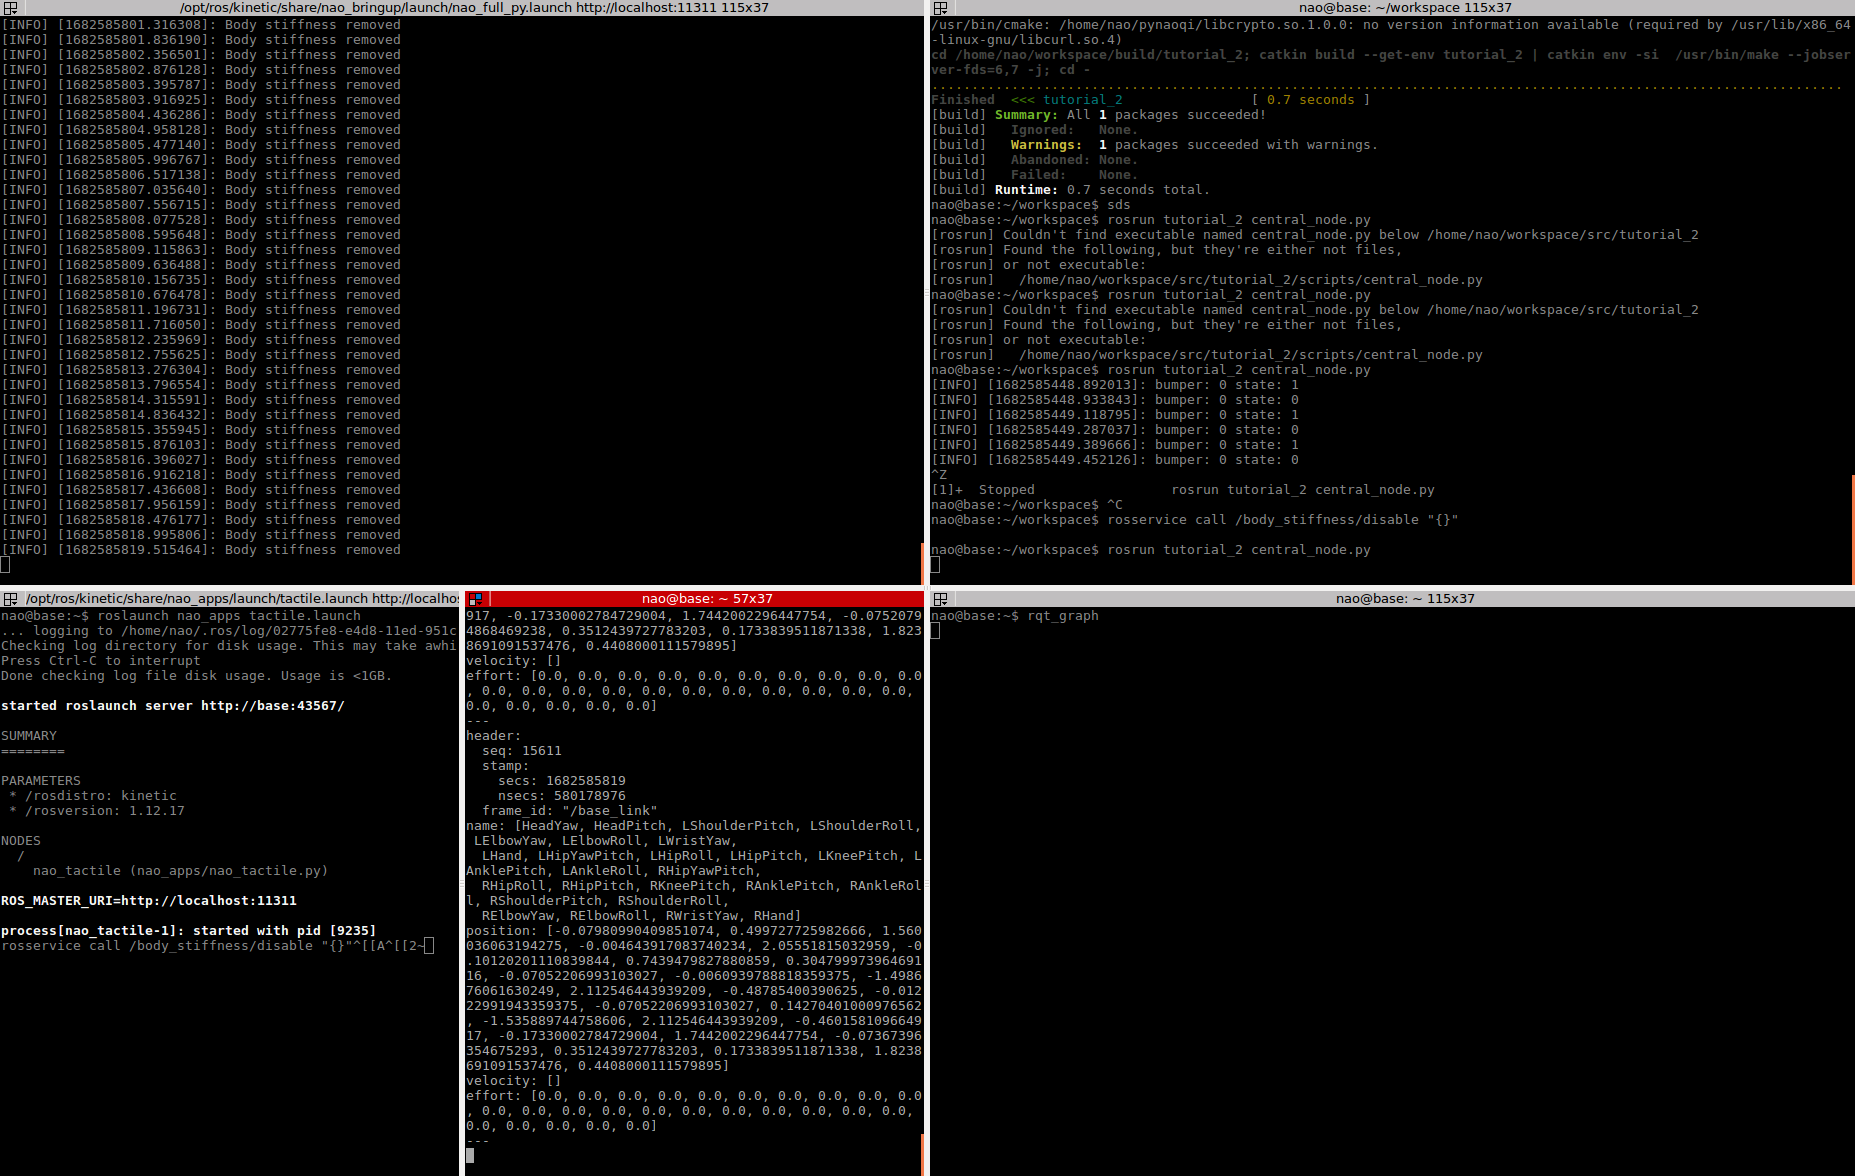 /opt/ros/kinetic/share/nao_bringup/launch/nao_full_py.launch http://localhost:11311 115x37
[INFO] [1682585801.316308]: Body stiffness removed
[INFO] [1682585801.836190]: Body stiffness removed
[INFO] [1682585802.356501]: Body stiffness removed
[INFO] [1682585802.876128]: Body stiffness removed
[INFO] [1682585803.395787]: Body stiffness removed
[INFO] [1682585803.916925]: Body stiffness removed
[INFO] [1682585804.436286]: Body stiffness removed
[INFO] [1682585804.958128]: Body stiffness removed
[INFO] [1682585805.477140]: Body stiffness removed
[INFO] [1682585805.996767]: Body stiffness removed
[INFO] [1682585806.517138]: Body stiffness removed
[INFO] [1682585807.035640]: Body stiffness removed
[INFO] [1682585807.556715]: Body stiffness removed
[INFO] [1682585808.077528]: Body stiffness removed
[INFO] [1682585808.595648]: Body stiffness removed
[INFO] [1682585809.115863]: Body stiffness removed
[INFO] [1682585809.636488]: Body stiffness removed
[INFO] [1682585810.156735]: Body stiffness removed
[INFO] [1682585810.676478]: Body stiffness removed
[INFO] [1682585811.196731]: Body stiffness removed
[INFO] [1682585811.716050]: Body stiffness removed
[INFO] [1682585812.235969]: Body stiffness removed
[INFO] [1682585812.755625]: Body stiffness removed
[INFO] [1682585813.276304]: Body stiffness removed
[INFO] [1682585813.796554]: Body stiffness removed
[INFO] [1682585814.315591]: Body stiffness removed
[INFO] [1682585814.836432]: Body stiffness removed
[INFO] [1682585815.355945]: Body stiffness removed
[INFO] [1682585815.876103]: Body stiffness removed
[INFO] [1682585816.396027]: Body stiffness removed
[INFO] [1682585816.916218]: Body stiffness removed
[INFO] [1682585817.436608]: Body stiffness removed
[INFO] [1682585817.956159]: Body stiffness removed
[INFO] [1682585818.476177]: Body stiffness removed
[INFO] [1682585818.995806]: Body stiffness removed
[INFO] [1682585819.515464]: Body stiffness removed
nao@base: ~/workspace 115x37
/usr/bin/cmake: /home/nao/pynaoqi/libcrypto.so.1.0.0: no version information available (required by /usr/lib/x86_64
-linux-gnu/libcurl.so.4)
cd /home/nao/workspace/build/tutorial_2; catkin build --get-env tutorial_2 | catkin env -si  /usr/bin/make --jobser
ver-fds=6,7 -j; cd -
..................................................................................................................
Finished  <<< tutorial_2                [ 0.7 seconds ]
[build] Summary: All 1 packages succeeded!
[build]   Ignored:   None.
[build]   Warnings:  1 packages succeeded with warnings.
[build]   Abandoned: None.
[build]   Failed:    None.
[build] Runtime: 0.7 seconds total.
nao@base:~/workspace$ sds
nao@base:~/workspace$ rosrun tutorial_2 central_node.py
[rosrun] Couldn't find executable named central_node.py below /home/nao/workspace/src/tutorial_2
[rosrun] Found the following, but they're either not files,
[rosrun] or not executable:
[rosrun]   /home/nao/workspace/src/tutorial_2/scripts/central_node.py
nao@base:~/workspace$ rosrun tutorial_2 central_node.py
[rosrun] Couldn't find executable named central_node.py below /home/nao/workspace/src/tutorial_2
[rosrun] Found the following, but they're either not files,
[rosrun] or not executable:
[rosrun]   /home/nao/workspace/src/tutorial_2/scripts/central_node.py
nao@base:~/workspace$ rosrun tutorial_2 central_node.py
[INFO] [1682585448.892013]: bumper: 0 state: 1
[INFO] [1682585448.933843]: bumper: 0 state: 0
[INFO] [1682585449.118795]: bumper: 0 state: 1
[INFO] [1682585449.287037]: bumper: 0 state: 0
[INFO] [1682585449.389666]: bumper: 0 state: 1
[INFO] [1682585449.452126]: bumper: 0 state: 0
^Z
[1]+  Stopped                 rosrun tutorial_2 central_node.py
nao@base:~/workspace$ ^C
nao@base:~/workspace$ rosservice call /body_stiffness/disable "{}"
nao@base:~/workspace$ rosrun tutorial_2 central_node.py
/opt/ros/kinetic/share/nao_apps/launch/tactile.launch http://localhos
nao@base:~$ roslaunch nao_apps tactile.launch
... logging to /home/nao/.ros/log/02775fe8-e4d8-11ed-951c
Checking log directory for disk usage. This may take awhi
Press Ctrl-C to interrupt
Done checking log file disk usage. Usage is <1GB.
started roslaunch server http://base:43567/
SUMMARY
========
PARAMETERS
 * /rosdistro: kinetic
 * /rosversion: 1.12.17
NODES
  /
    nao_tactile (nao_apps/nao_tactile.py)
ROS_MASTER_URI=http://localhost:11311
process[nao_tactile-1]: started with pid [9235]
rosservice call /body_stiffness/disable "{}"^[[A^[[2~
nao@base: ~ 57x37
917, -0.17330002784729004, 1.7442002296447754, -0.0752079
4868469238, 0.3512439727783203, 0.1733839511871338, 1.823
8691091537476, 0.4408000111579895]
velocity: []
effort: [0.0, 0.0, 0.0, 0.0, 0.0, 0.0, 0.0, 0.0, 0.0, 0.0
, 0.0, 0.0, 0.0, 0.0, 0.0, 0.0, 0.0, 0.0, 0.0, 0.0, 0.0,
0.0, 0.0, 0.0, 0.0, 0.0]
---
header:
  seq: 15611
  stamp:
    secs: 1682585819
    nsecs: 580178976
  frame_id: "/base_link"
name: [HeadYaw, HeadPitch, LShoulderPitch, LShoulderRoll,
 LElbowYaw, LElbowRoll, LWristYaw,
  LHand, LHipYawPitch, LHipRoll, LHipPitch, LKneePitch, L
AnklePitch, LAnkleRoll, RHipYawPitch,
  RHipRoll, RHipPitch, RKneePitch, RAnklePitch, RAnkleRol
l, RShoulderPitch, RShoulderRoll,
  RElbowYaw, RElbowRoll, RWristYaw, RHand]
position: [-0.07980990409851074, 0.499727725982666, 1.560
036063194275, -0.004643917083740234, 2.05551815032959, -0
.10120201110839844, 0.7439479827880859, 0.304799973964691
16, -0.07052206993103027, -0.0060939788818359375, -1.4986
76061630249, 2.112546443939209, -0.48785400390625, -0.012
22991943359375, -0.07052206993103027, 0.14270401000976562
, -1.535889744758606, 2.112546443939209, -0.4601581096649
17, -0.17330002784729004, 1.7442002296447754, -0.07367396
354675293, 0.3512439727783203, 0.1733839511871338, 1.8238
691091537476, 0.4408000111579895]
velocity: []
effort: [0.0, 0.0, 0.0, 0.0, 0.0, 0.0, 0.0, 0.0, 0.0, 0.0
, 0.0, 0.0, 0.0, 0.0, 0.0, 0.0, 0.0, 0.0, 0.0, 0.0, 0.0,
0.0, 0.0, 0.0, 0.0, 0.0]
---
nao@base: ~ 115x37
nao@base:~$ rqt_graph